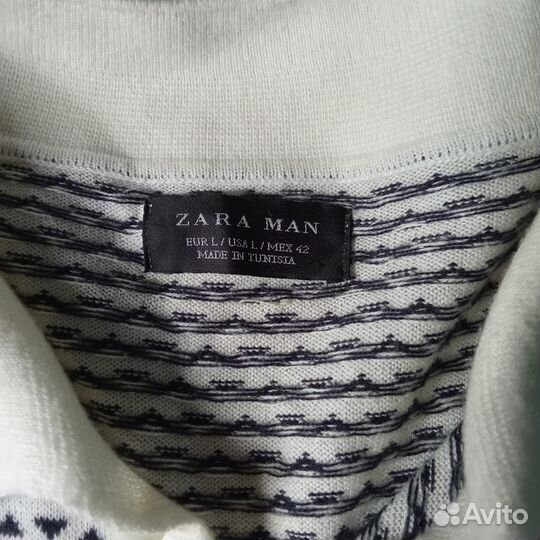 ZARA MAN
EUR L / USA L / MEX 42
MADE IN TUNISIA
Avito